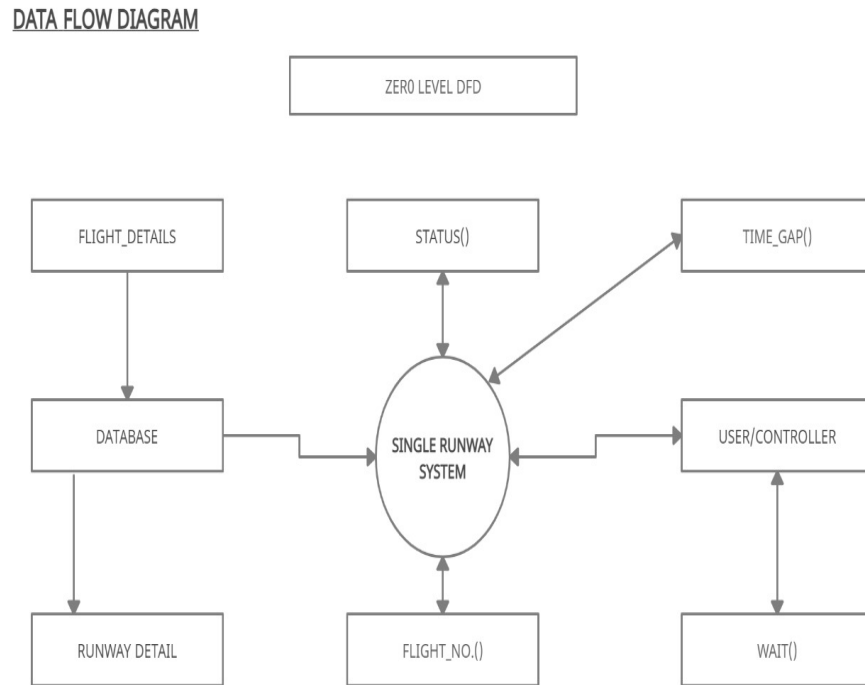 DATA FLOW DIAGRAM
ZER0 LEVEL DFD
FLIGHT_DETAILS
STATUS()
TIME_GAP()
DATABASE
SINGLE RUNWAY
SYSTEM
USER/CONTROLLER
RUNWAY DETAIL
FLIGHT_NO.()
WAIT()